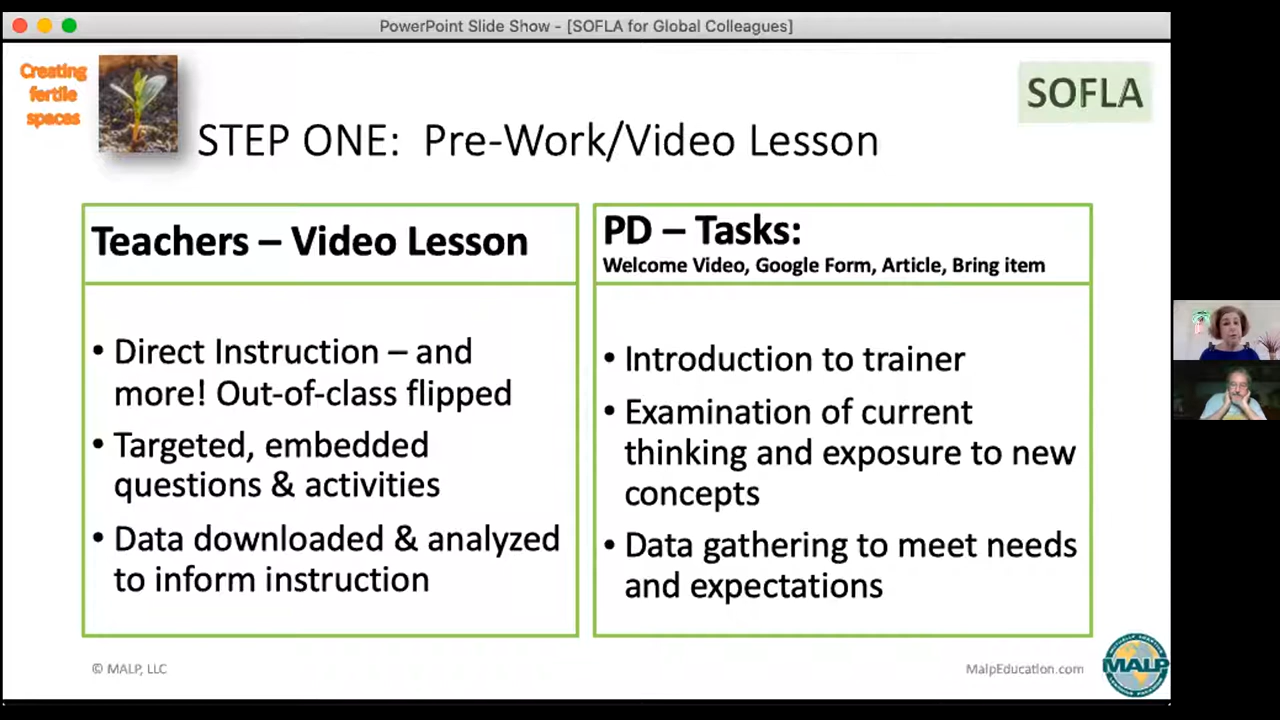 PowerPoint Slide Show - [SOFLA for Global Colleagues]
Creating
fertile
spaces
SOFLA
STEP ONE: Pre-Work/Video Lesson
Teachers – Video Lesson
• Direct Instruction – and
more! Out-of-class flipped
• Targeted, embedded
questions & activities
• Data downloaded & analyzed
to inform instruction
PD – Tasks:
Welcome Video, Google Form, Article, Bring item
• Introduction to trainer
• Examination of current
thinking and exposure to new
concepts
• Data gathering to meet needs
and expectations
© MALP, LLC
MalpEducation.com
MALP